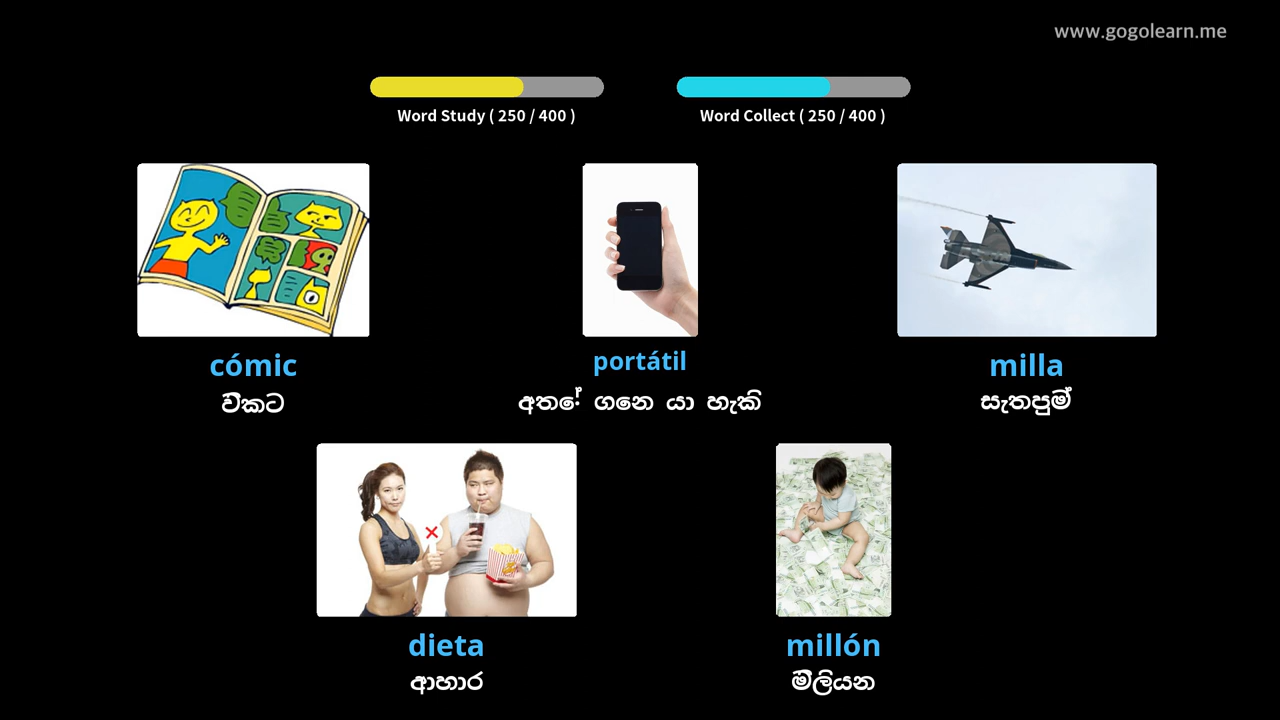 www.gogolearn.me
Word Study ( 250 / 400 )
Word Collect ( 250 / 400 )
cómic
විකට
portátil
අතේ ගෙන යා හැකි
milla
සැතපුම්
dieta
ආහාර
millón
මිලියන